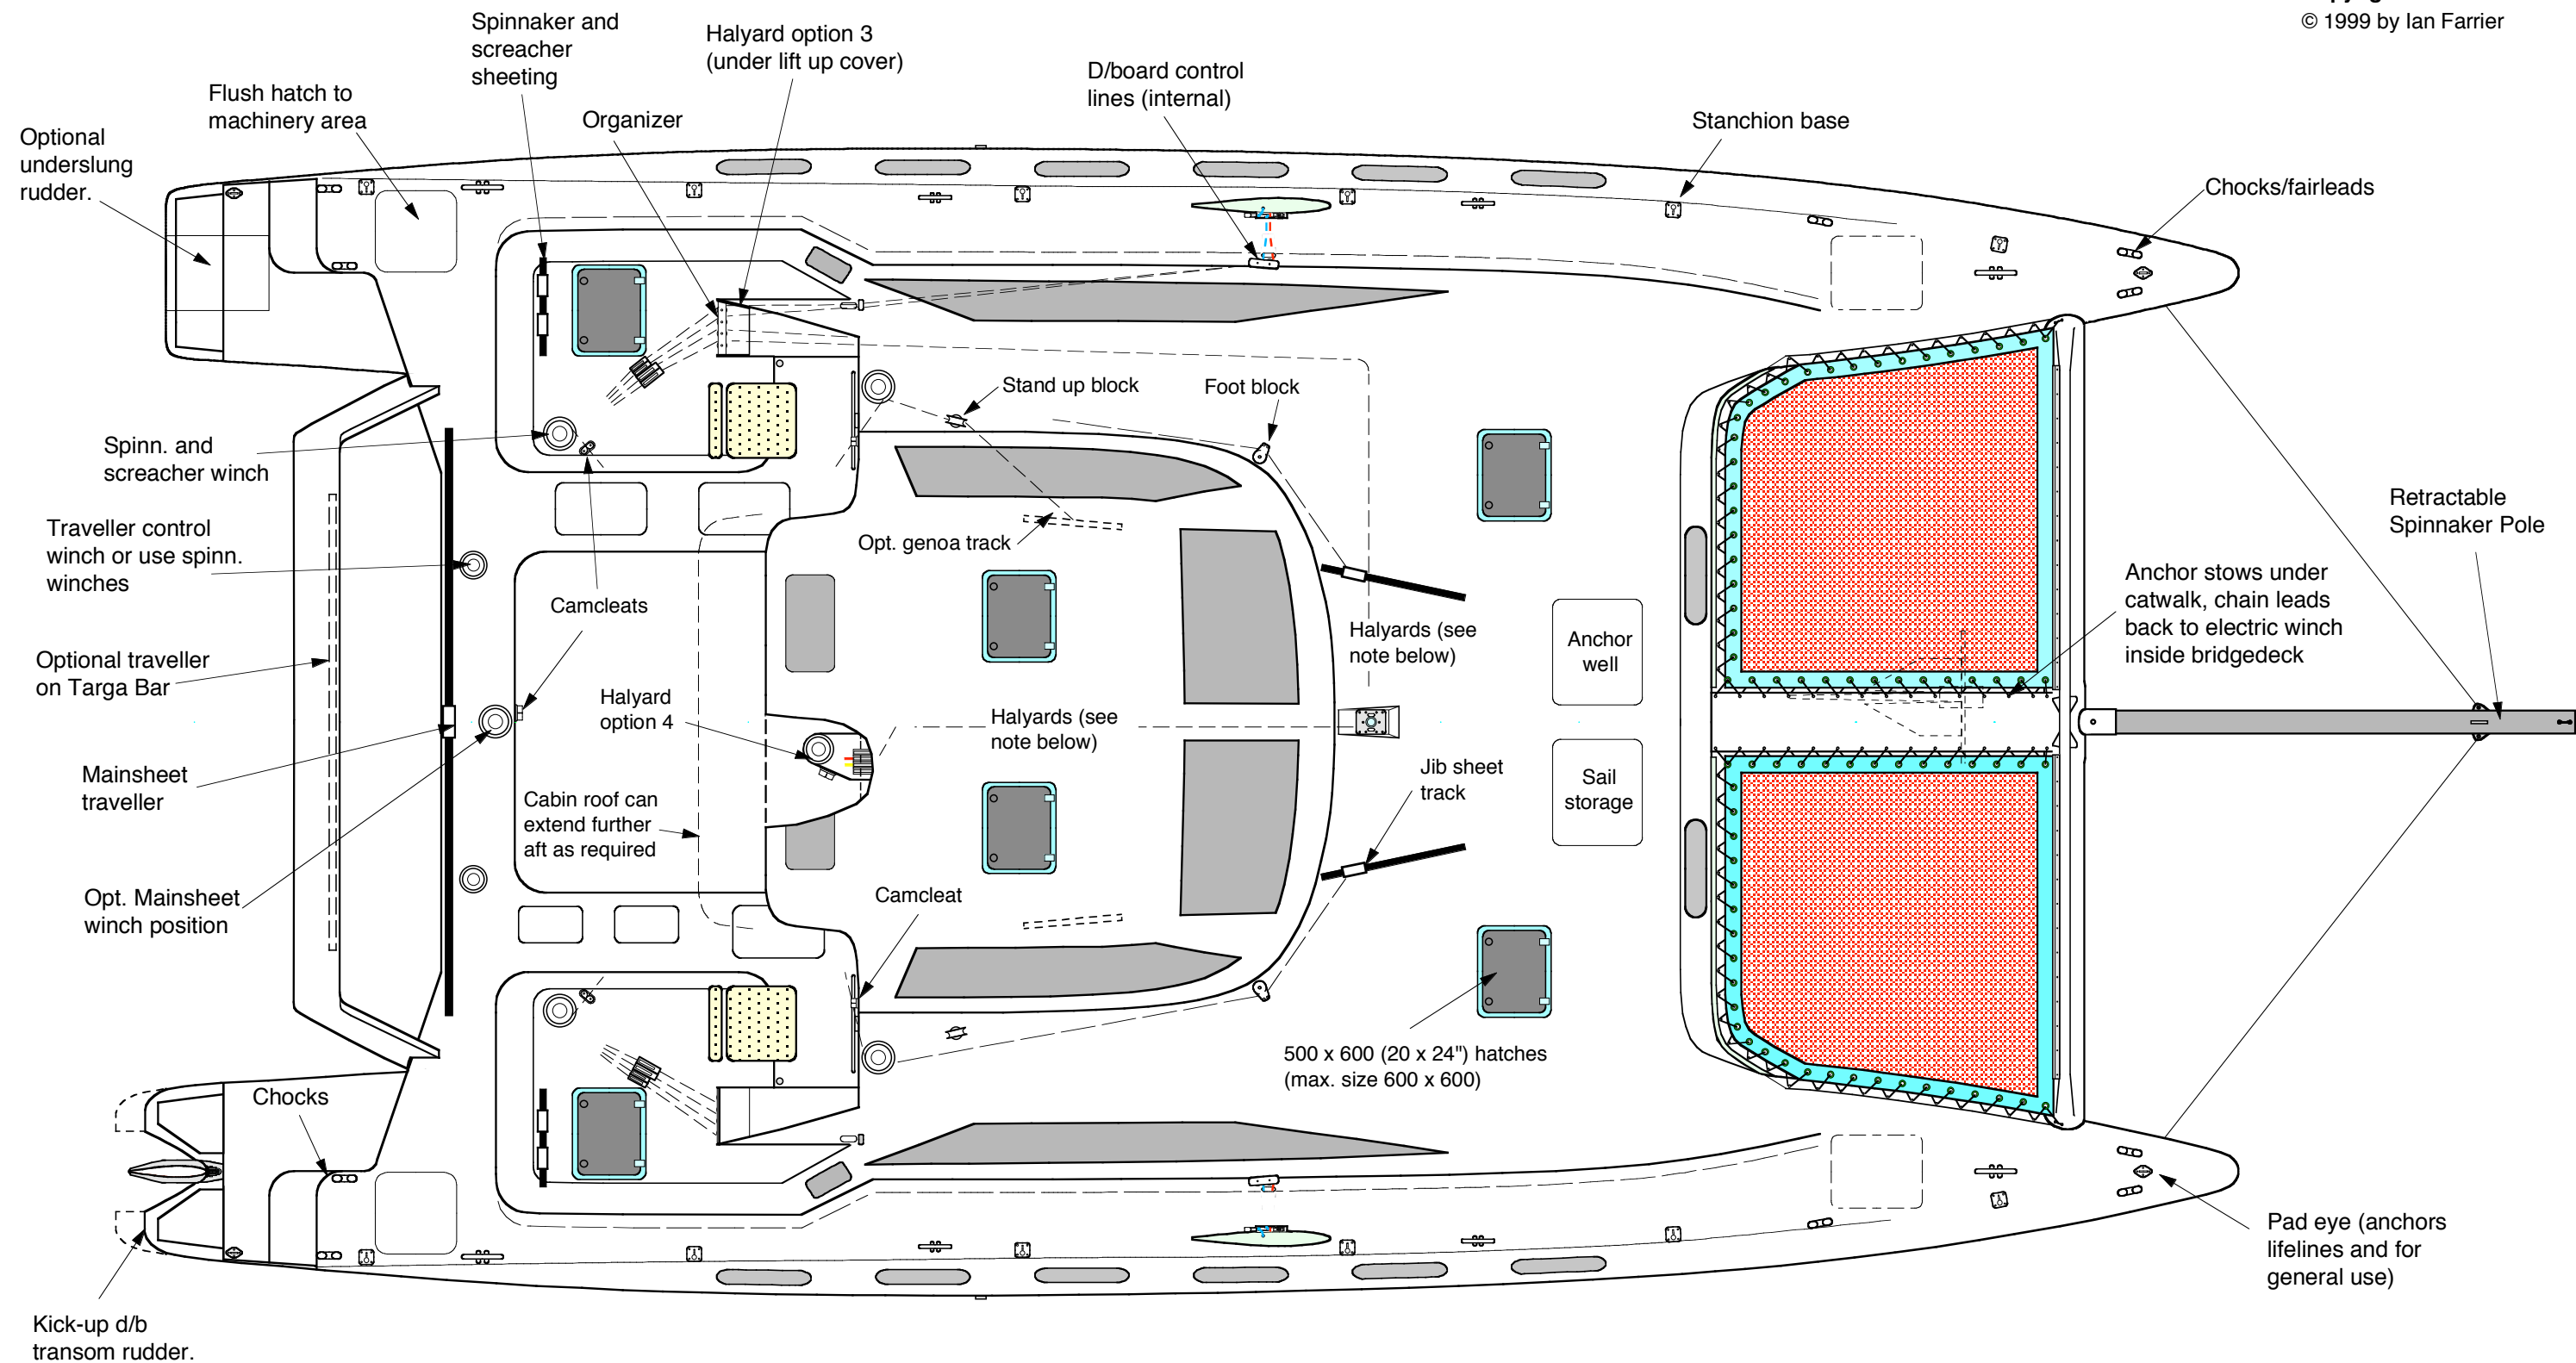 © 1999 by Ian Farrier
Spinnaker and
screacher
sheeting
Halyard option 3
(under lift up cover)
D/board control
lines (internal)
Flush hatch to
machinery area
Organizer
Stanchion base
Optional
underslung
rudder.
Chocks/fairleads
Stand up block
Foot block
Spinn. and
screacher winch
Retractable
Spinnaker Pole
Traveller control
winch or use spinn.
winches
Opt. genoa track
Anchor stows under
catwalk, chain leads
back to electric winch
inside bridgedeck
Camcleats
Halyards (see
note below)
Anchor
well
Optional traveller
on Targa Bar
Halyard
option 4
Halyards (see
note below)
Mainsheet
traveller
Jib sheet
track
Sail
storage
Cabin roof can
extend further
aft as required
Opt. Mainsheet
winch position
Camcleat
500 x 600 (20 x 24") hatches
(max. size 600 x 600)
Chocks
Pad eye (anchors
lifelines and for
general use)
Kick-up d/b
transom rudder.